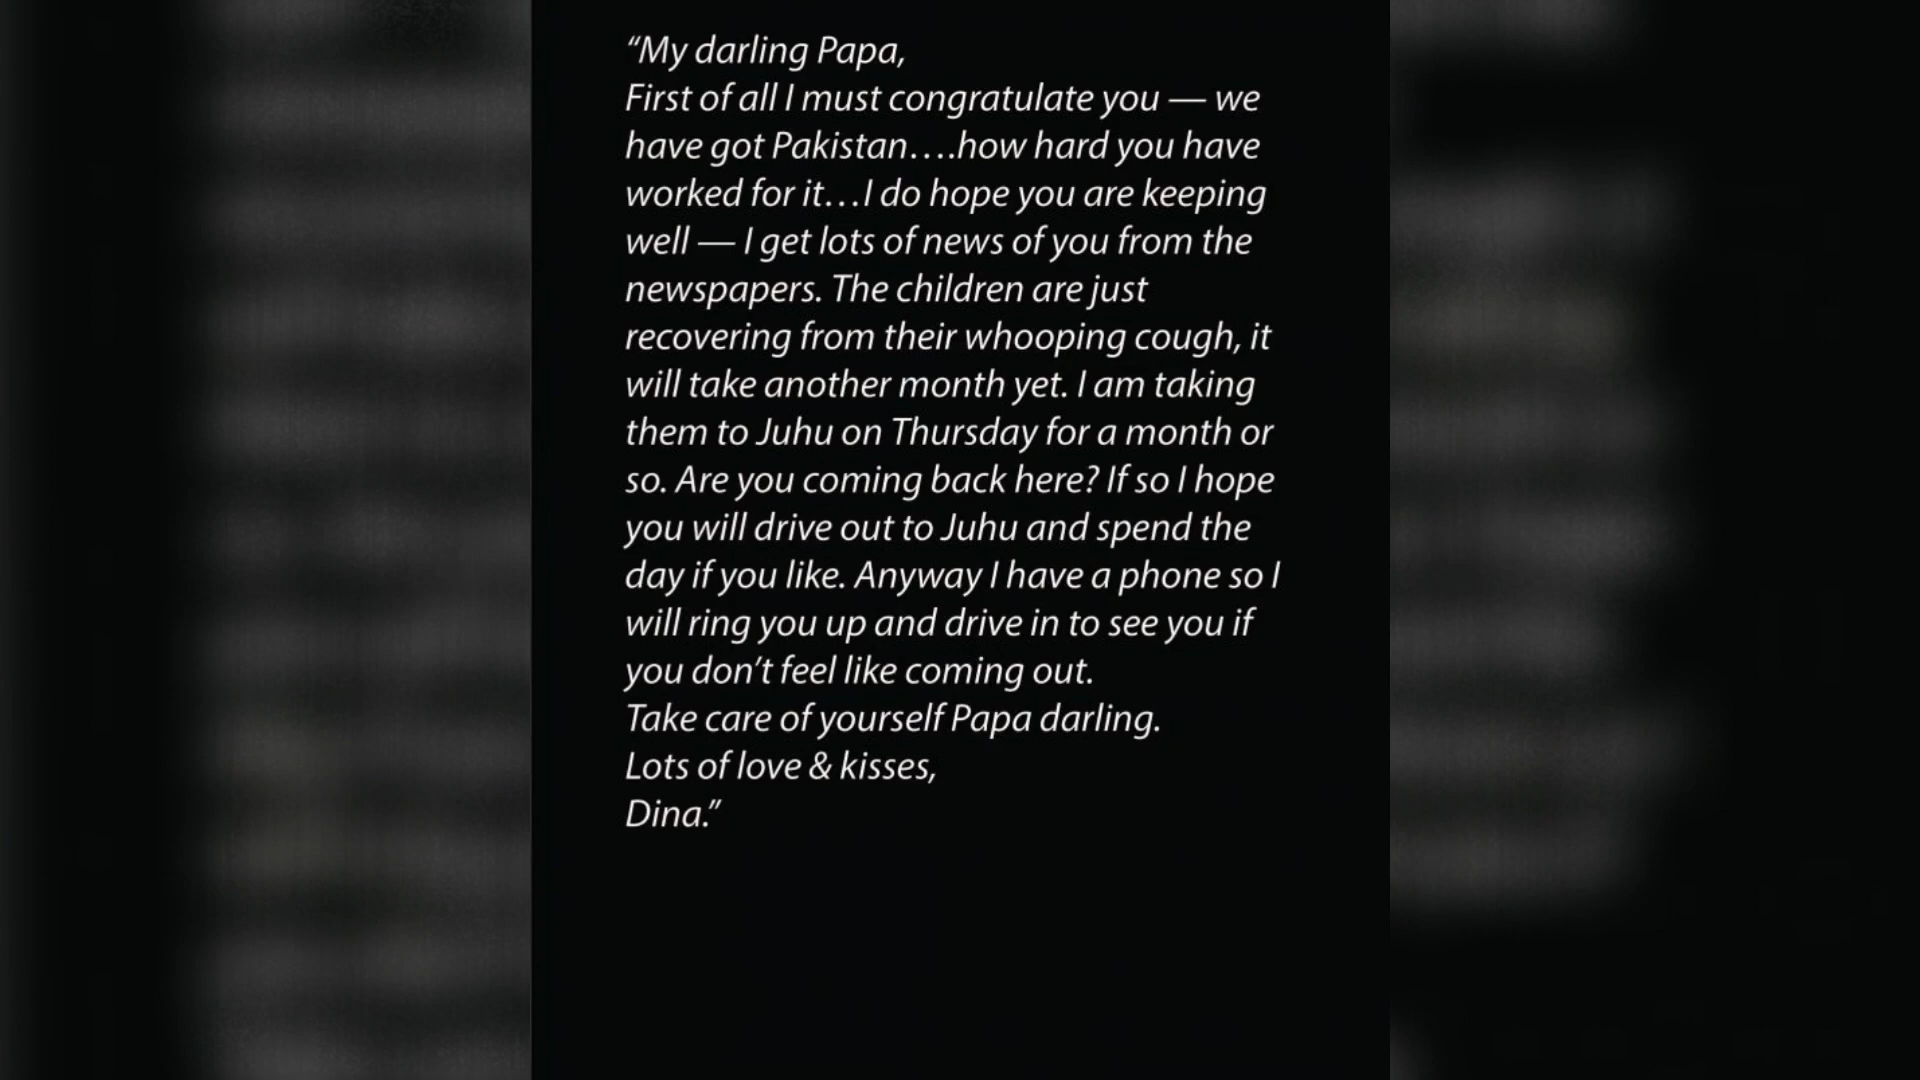 “My darling Papa,
First of all I must congratulate you — we
have got Pakistan….how hard you have
worked for it…I do hope you are keeping
well — I get lots of news of you from the
newspapers. The children are just
recovering from their whooping cough, it
will take another month yet. I am taking
them to Juhu on Thursday for a month or
so. Are you coming back here? If so I hope
you will drive out to Juhu and spend the
day if you like. Anyway I have a phone so I
will ring you up and drive in to see you if
you don’t feel like coming out.
Take care of yourself Papa darling.
Lots of love & kisses,
Dina.”